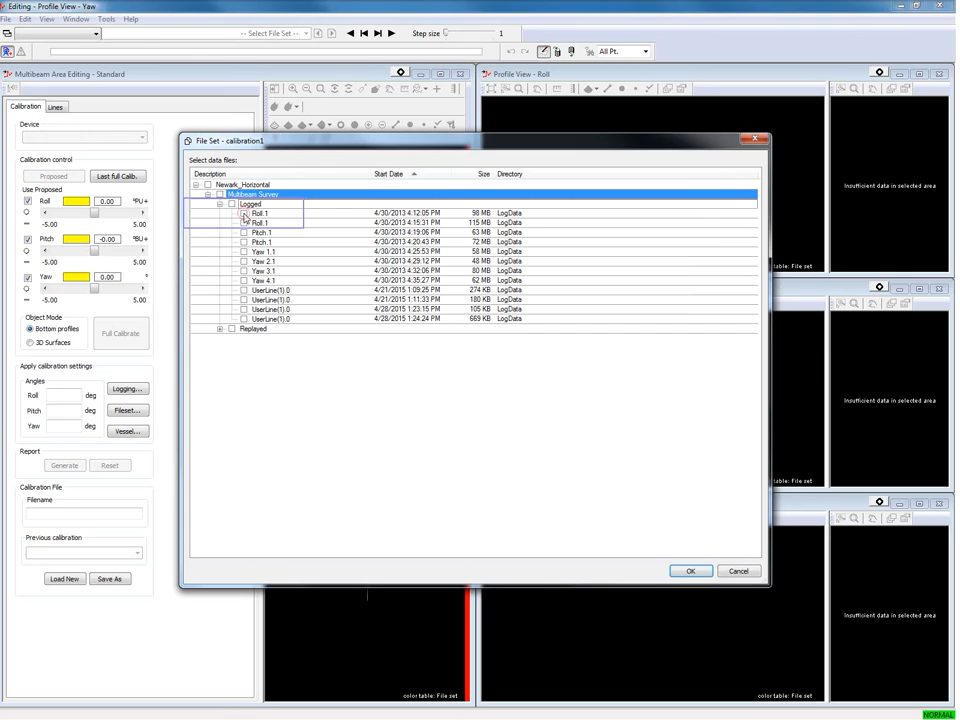 Editing - Profile View - Yaw
File Edit View Window Tools Help
-- Select File Set --
Step size
1
All Pt.
Multibeam Area Editing - Standard
Profile View - Roll
Calibration
Lines
Device
Calibration control
Proposed
Last full Calib.
Use Proposed
Roll
0.00
°PU+
-5.00
5.00
Pitch
-0.00
°BU+
-5.00
5.00
Yaw
0.00
°
-5.00
5.00
Object Mode
Bottom profiles
3D Surfaces
Full Calibrate
Apply calibration settings
Angles
Roll
deg
Logging...
Pitch
deg
Fileset...
Yaw
deg
Vessel...
Report
Generate
Reset
Calibration File
Filename
Previous calibration
Load New
Save As
File Set - calibration1
Select data files:
Description Start Date Size Directory
Newark_Horizontal
Multibeam Survey
Logged
Roll.1 4/30/2013 4:12:05 PM 98 MB LogData
Roll.1 4/30/2013 4:15:31 PM 115 MB LogData
Pitch.1 4/30/2013 4:19:06 PM 63 MB LogData
Pitch.1 4/30/2013 4:20:43 PM 72 MB LogData
Yaw 1.1 4/30/2013 4:25:53 PM 58 MB LogData
Yaw 2.1 4/30/2013 4:29:12 PM 48 MB LogData
Yaw 3.1 4/30/2013 4:32:06 PM 80 MB LogData
Yaw 4.1 4/30/2013 4:35:27 PM 62 MB LogData
UserLine(1).0 4/21/2015 1:09:25 PM 274 KB LogData
UserLine(1).0 4/21/2015 1:11:33 PM 180 KB LogData
UserLine(1).0 4/28/2015 1:23:15 PM 105 KB LogData
UserLine(1).0 4/28/2015 1:24:24 PM 669 KB LogData
Replayed
OK
Cancel
Insufficient data in selected area
Insufficient data in selected area
Insufficient data in selected area
color table: File set
color table: File set
color table: File set
color table: File set
NORMAL